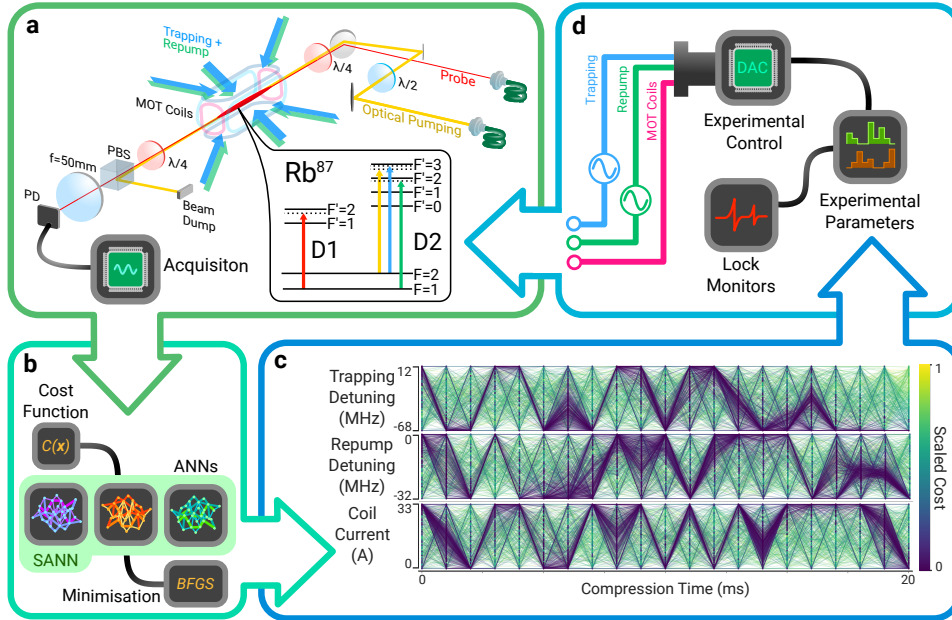 a
Trapping +
Repump
MOT Coils
λ/4
λ/2
Probe
Optical Pumping
PBS
λ/4
f=50mm
PD
Beam
Dump
Acquisiton
Rb87
F'=3
F'=2
F'=1
F'=0
F'=2
F'=1
D1
D2
F=2
F=1
d
Trapping
Repump
MOT Coils
DAC
Experimental
Control
Experimental
Parameters
Lock
Monitors
b
Cost
Function
C(x)
ANNs
SANN
Minimisation
BFGS
c
Trapping
Detuning
(MHz)
12
-68
Repump
Detuning
(MHz)
0
-32
Coil
Current
(A)
33
0
0
20
Compression Time (ms)
1
Scaled Cost
0